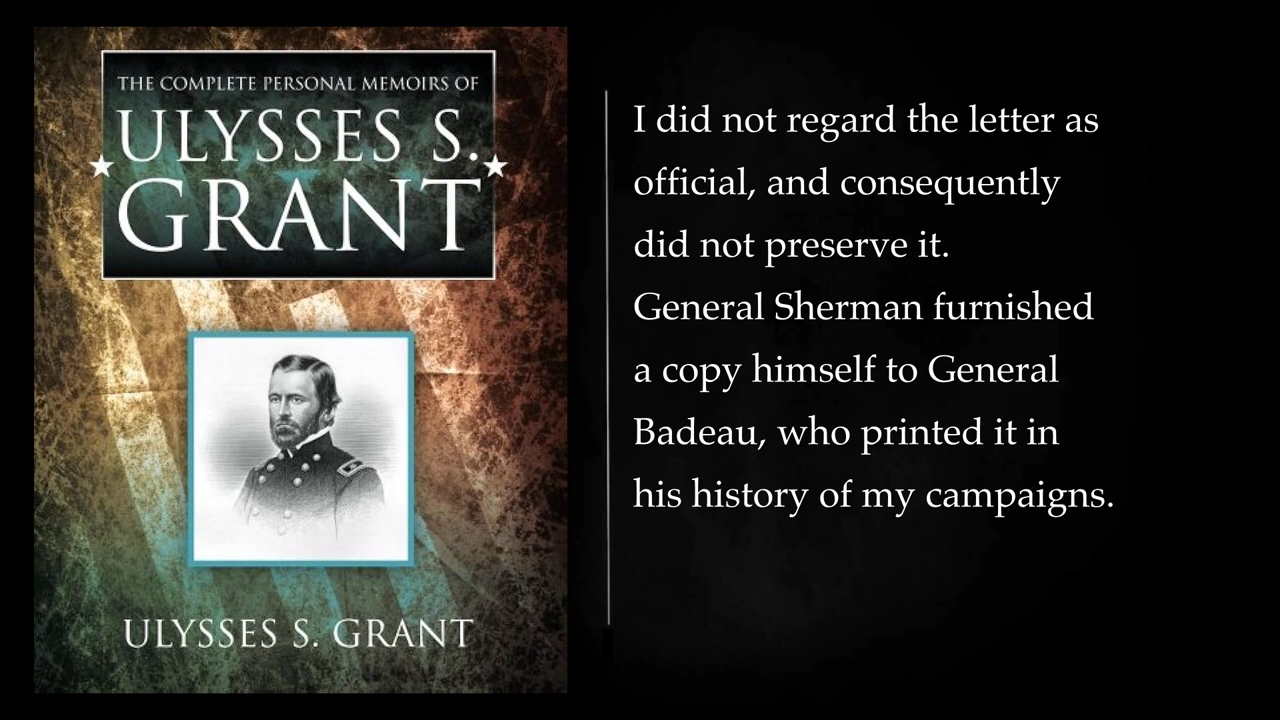 THE COMPLETE PERSONAL MEMOIRS OF
ULYSSES S.
GRANT
ULYSSES S. GRANT
I did not regard the letter as
official, and consequently
did not preserve it.
General Sherman furnished
a copy himself to General
Badeau, who printed it in
his history of my campaigns.